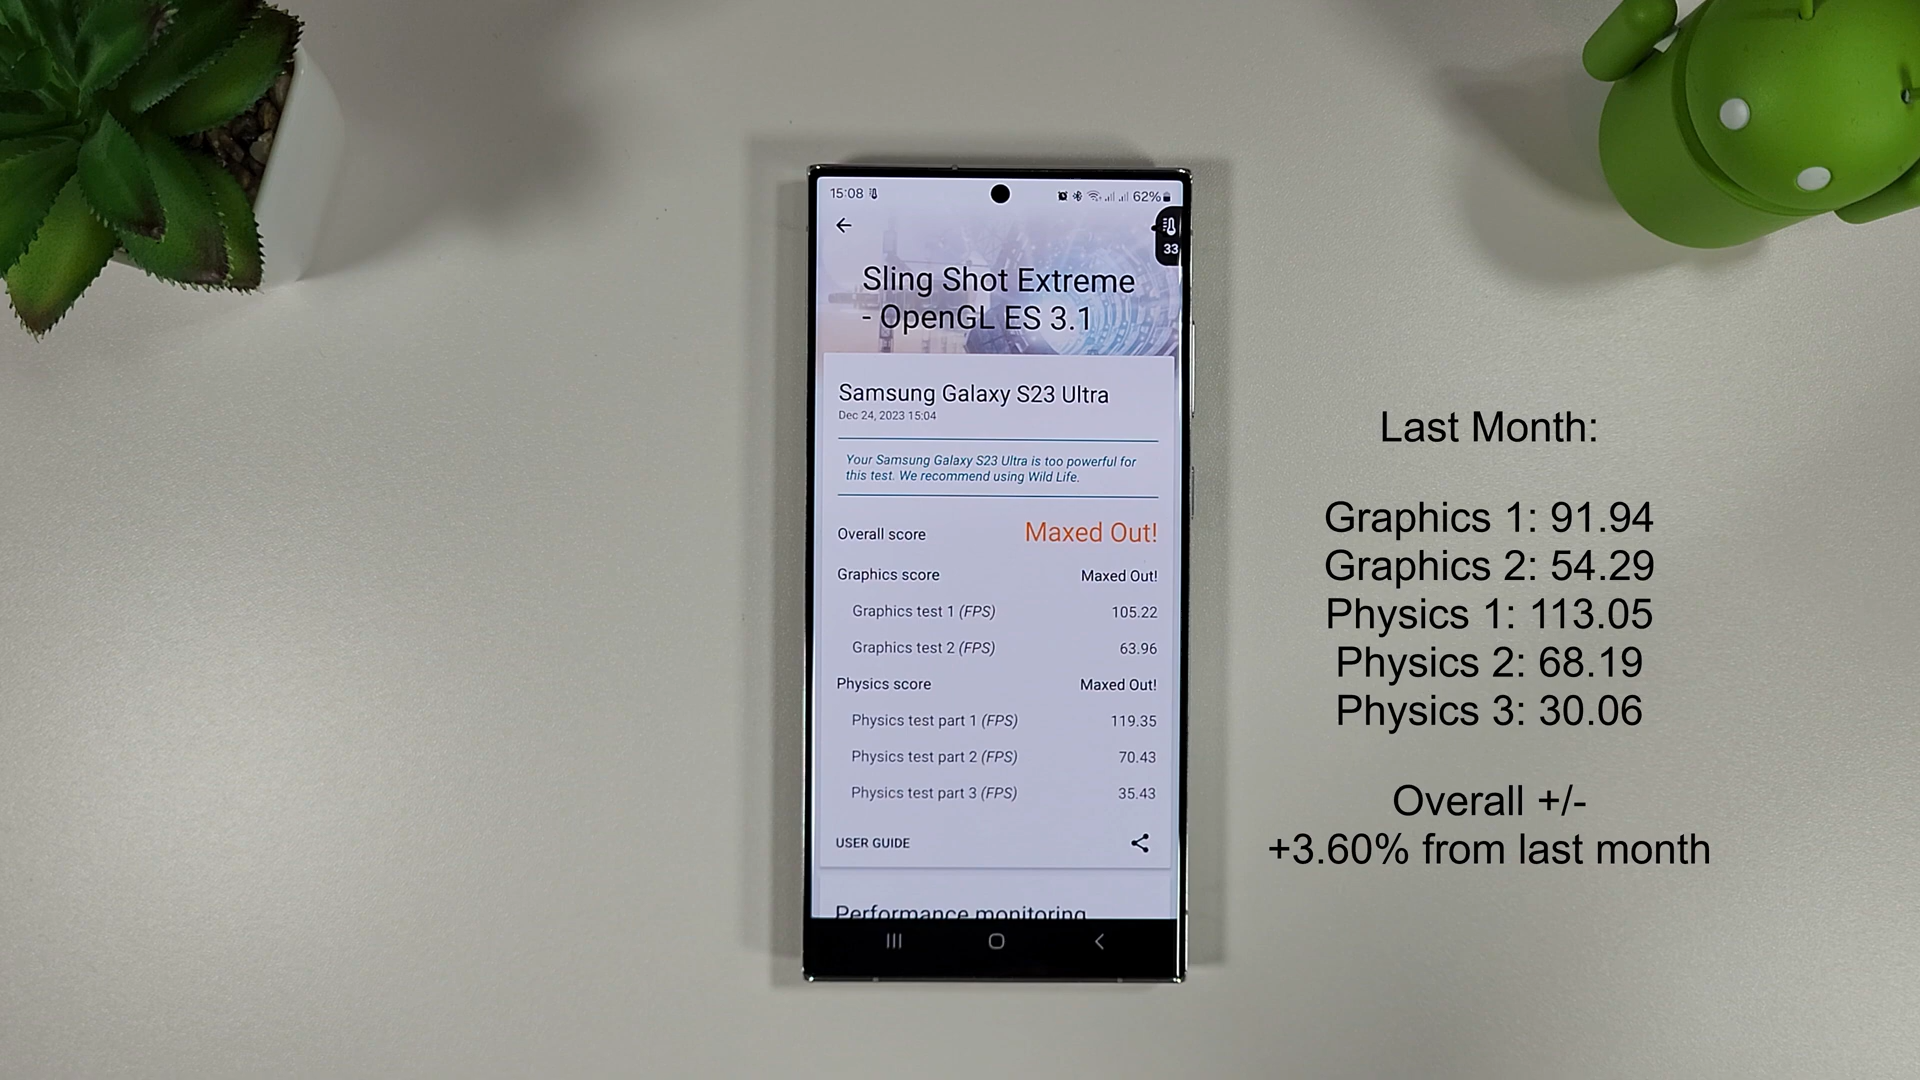 15:08
62%
33
Sling Shot Extreme
- OpenGL ES 3.1
Samsung Galaxy S23 Ultra
Dec 24, 2023 15:04
Your Samsung Galaxy S23 Ultra is too powerful for
this test. We recommend using Wild Life.
Overall score Maxed Out!
Graphics score Maxed Out!
Graphics test 1 (FPS) 105.22
Graphics test 2 (FPS) 63.96
Physics score Maxed Out!
Physics test part 1 (FPS) 119.35
Physics test part 2 (FPS) 70.43
Physics test part 3 (FPS) 35.43
USER GUIDE
Performance monitoring
Last Month:
Graphics 1: 91.94
Graphics 2: 54.29
Physics 1: 113.05
Physics 2: 68.19
Physics 3: 30.06
Overall +/-
+3.60% from last month